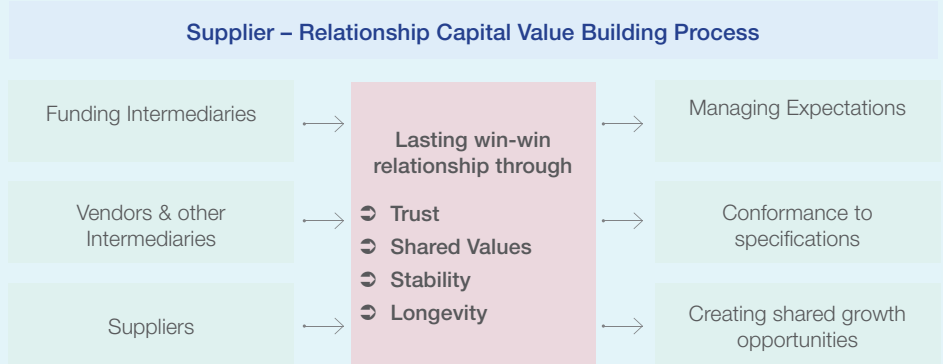 Supplier – Relationship Capital Value Building Process
Funding Intermediaries
Vendors & other
Intermediaries
Suppliers
Lasting win-win
relationship through
➲ Trust
➲ Shared Values
➲ Stability
➲ Longevity
Managing Expectations
Conformance to
specifications
Creating shared growth
opportunities